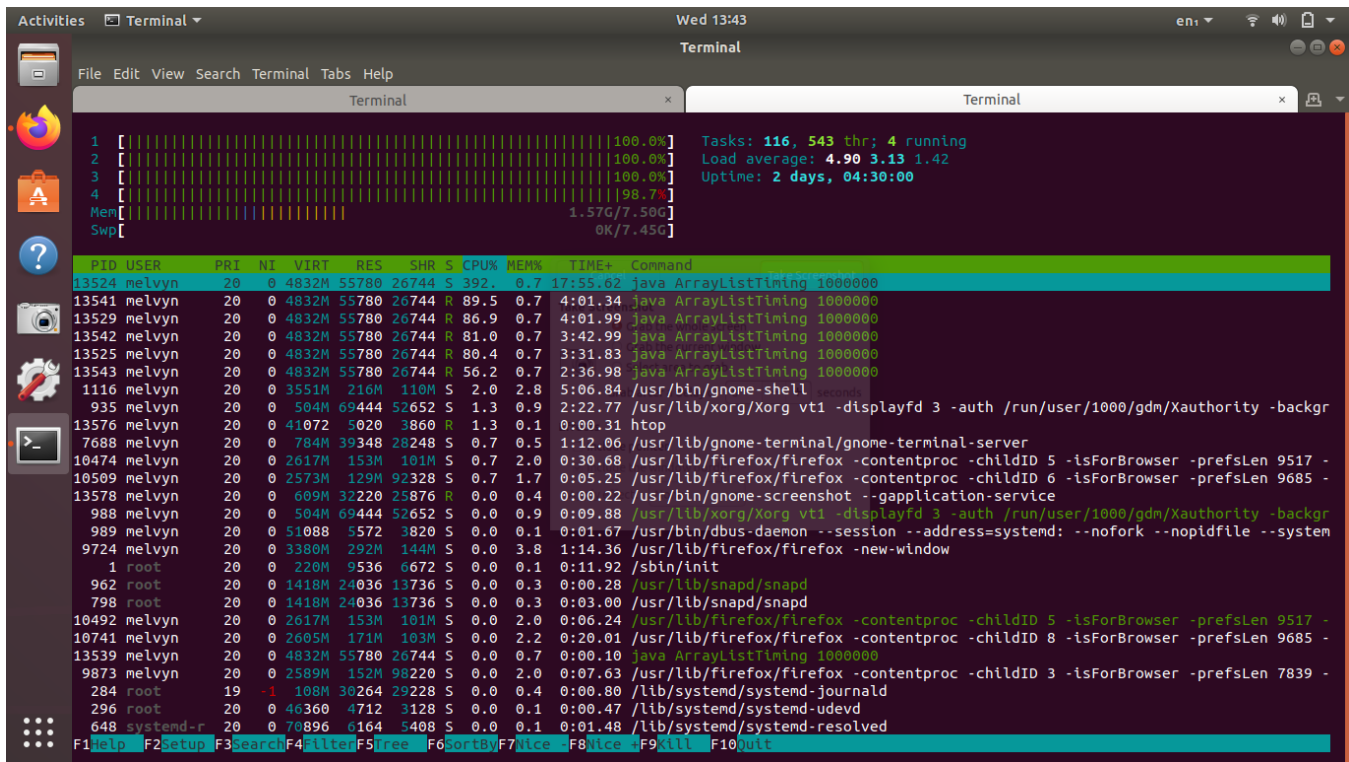 Activities Terminal Wed 13:43 en₁
Terminal
File Edit View Search Terminal Tabs Help
Terminal × Terminal ×
1 [||||||||||||||||||||||||||||||||||||||||||||||||||||||100.0%] Tasks: 116, 543 thr; 4 running
2 [||||||||||||||||||||||||||||||||||||||||||||||||||||||100.0%] Load average: 4.90 3.13 1.42
3 [||||||||||||||||||||||||||||||||||||||||||||||||||||||100.0%] Uptime: 2 days, 04:30:00
4 [|||||||||||||||||||||||||||||||||||||||||||||||||||||||98.7%]
Mem[||||||||||||||||||||||||| 1.57G/7.50G]
Swp[ 0K/7.45G]
PID USER PRI NI VIRT RES SHR S CPU% MEM% TIME+ Command
13524 melvyn 20 0 4832M 55780 26744 S 392. 0.7 17:55.62 java ArrayListTiming 1000000
13541 melvyn 20 0 4832M 55780 26744 R 89.5 0.7 4:01.34 java ArrayListTiming 1000000
13529 melvyn 20 0 4832M 55780 26744 R 86.9 0.7 4:01.99 java ArrayListTiming 1000000
13542 melvyn 20 0 4832M 55780 26744 R 81.0 0.7 3:42.99 java ArrayListTiming 1000000
13525 melvyn 20 0 4832M 55780 26744 R 80.4 0.7 3:31.83 java ArrayListTiming 1000000
13543 melvyn 20 0 4832M 55780 26744 R 56.2 0.7 2:36.98 java ArrayListTiming 1000000
1116 melvyn 20 0 3551M 216M 110M S 2.0 2.8 5:06.84 /usr/bin/gnome-shell seconds
935 melvyn 20 0 504M 69444 52652 S 1.3 0.9 2:22.77 /usr/lib/xorg/Xorg vt1 -displayfd 3 -auth /run/user/1000/gdm/Xauthority -backgr
13576 melvyn 20 0 41072 5020 3860 R 1.3 0.1 0:00.31 htop
7688 melvyn 20 0 784M 39348 28248 S 0.7 0.5 1:12.06 /usr/lib/gnome-terminal/gnome-terminal-server
10474 melvyn 20 0 2617M 153M 101M S 0.7 2.0 0:30.68 /usr/lib/firefox/firefox -contentproc -childID 5 -isForBrowser -prefsLen 9517 -
10509 melvyn 20 0 2573M 129M 92328 S 0.7 1.7 0:05.25 /usr/lib/firefox/firefox -contentproc -childID 6 -isForBrowser -prefsLen 9685 -
13578 melvyn 20 0 609M 32220 25876 R 0.0 0.4 0:00.22 /usr/bin/gnome-screenshot --gapplication-service
988 melvyn 20 0 504M 69444 52652 S 0.0 0.9 0:09.88 /usr/lib/xorg/Xorg vt1 -displayfd 3 -auth /run/user/1000/gdm/Xauthority -backgr
989 melvyn 20 0 51088 5572 3820 S 0.0 0.1 0:01.67 /usr/bin/dbus-daemon --session --address=systemd: --nofork --nopidfile --system
9724 melvyn 20 0 3380M 292M 144M S 0.0 3.8 1:14.36 /usr/lib/firefox/firefox -new-window
1 root 20 0 220M 9536 6672 S 0.0 0.1 0:11.92 /sbin/init
962 root 20 0 1418M 24036 13736 S 0.0 0.3 0:00.28 /usr/lib/snapd/snapd
798 root 20 0 1418M 24036 13736 S 0.0 0.3 0:03.00 /usr/lib/snapd/snapd
10492 melvyn 20 0 2617M 153M 101M S 0.0 2.0 0:06.24 /usr/lib/firefox/firefox -contentproc -childID 5 -isForBrowser -prefsLen 9517 -
10741 melvyn 20 0 2605M 171M 103M S 0.0 2.2 0:20.01 /usr/lib/firefox/firefox -contentproc -childID 8 -isForBrowser -prefsLen 9685 -
13539 melvyn 20 0 4832M 55780 26744 S 0.0 0.7 0:00.10 java ArrayListTiming 1000000
9873 melvyn 20 0 2589M 152M 98220 S 0.0 2.0 0:07.63 /usr/lib/firefox/firefox -contentproc -childID 3 -isForBrowser -prefsLen 7839 -
284 root 19 -1 108M 30264 29228 S 0.0 0.4 0:00.80 /lib/systemd/systemd-journald
296 root 20 0 46360 4712 3128 S 0.0 0.1 0:00.47 /lib/systemd/systemd-udevd
648 systemd-r 20 0 70896 6164 5408 S 0.0 0.1 0:01.48 /lib/systemd/systemd-resolved
F1Help F2Setup F3SearchF4FilterF5Tree F6SortByF7Nice -F8Nice +F9Kill F10Quit